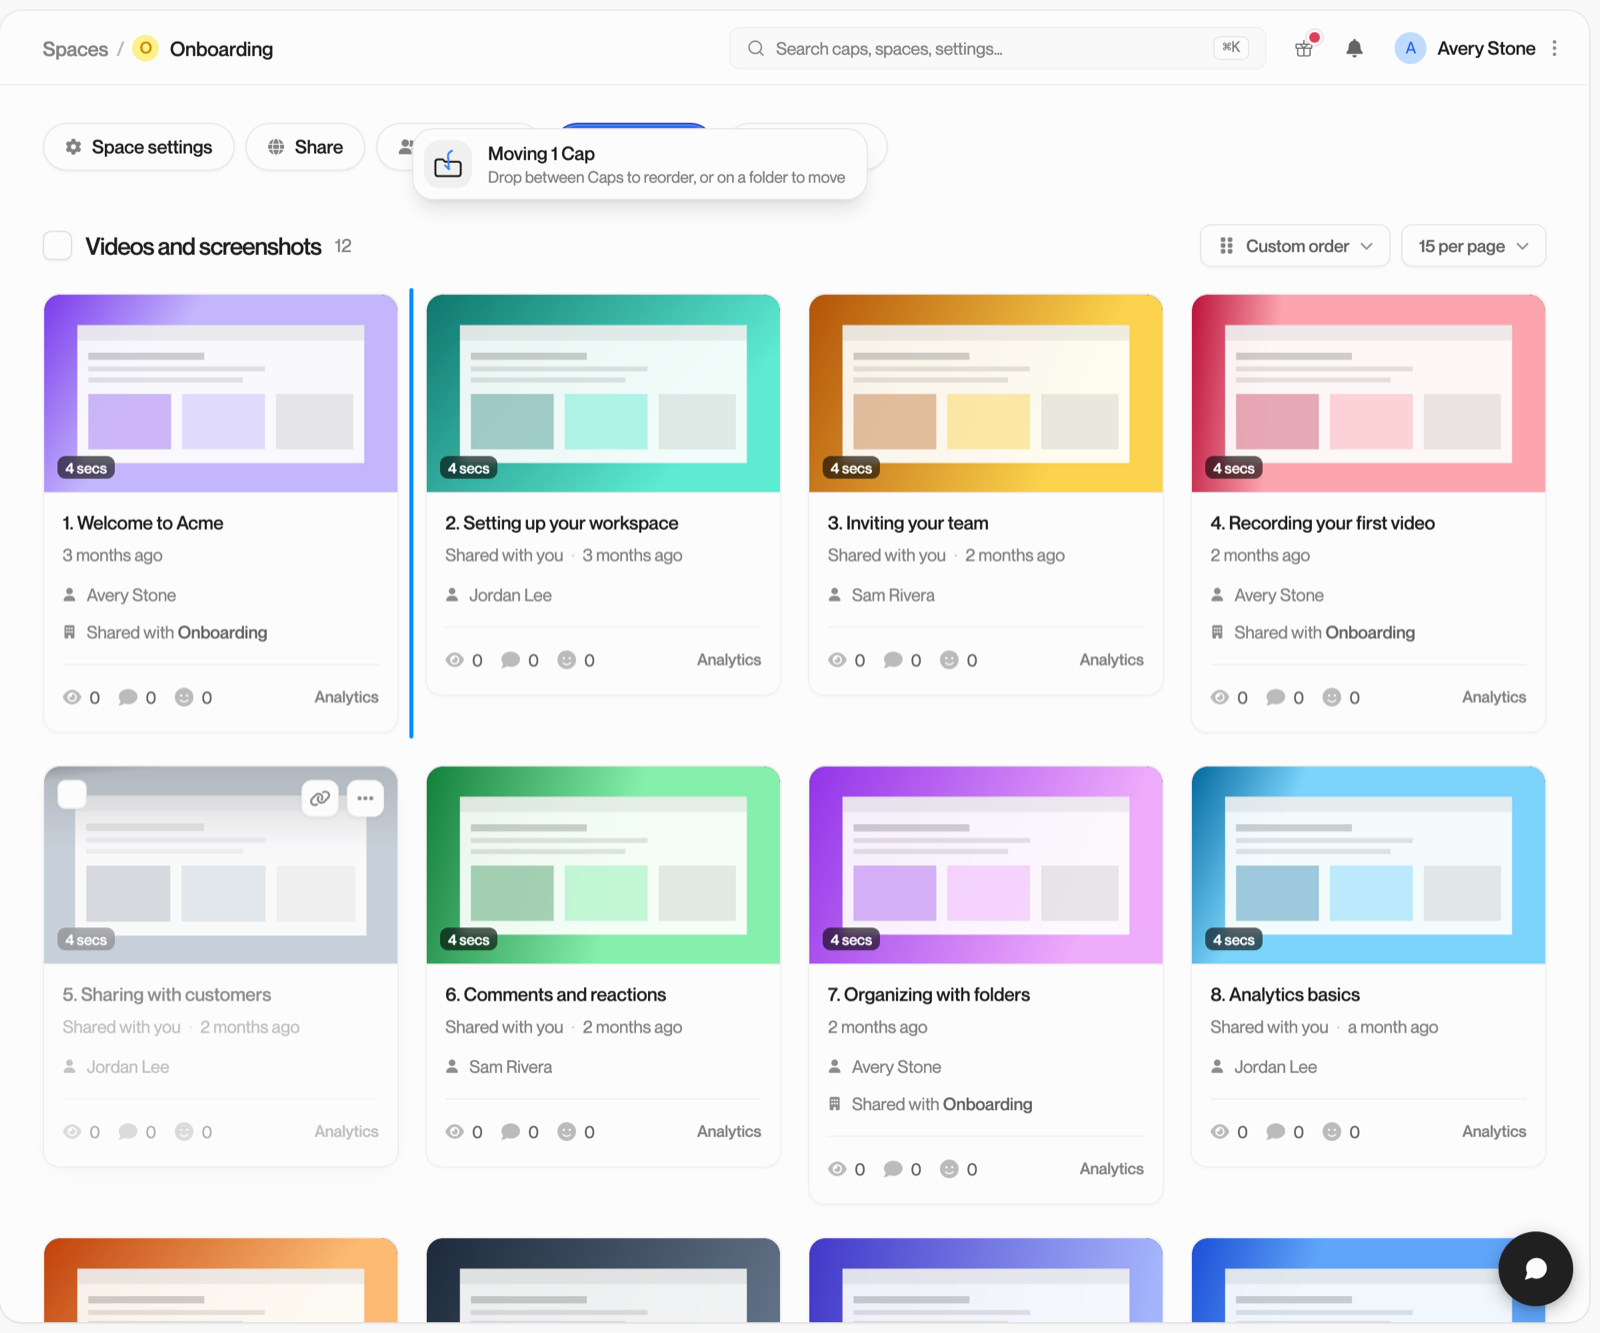 Spaces / O Onboarding
Search caps, spaces, settings... ⌘K
A Avery Stone
Space settings
Share
Moving 1 Cap
Drop between Caps to reorder, or on a folder to move
Videos and screenshots 12
Custom order
15 per page
4 secs
4 secs
4 secs
4 secs
1. Welcome to Acme
3 months ago
Avery Stone
Shared with Onboarding
0 0 0 Analytics
2. Setting up your workspace
Shared with you · 3 months ago
Jordan Lee
0 0 0 Analytics
3. Inviting your team
Shared with you · 2 months ago
Sam Rivera
0 0 0 Analytics
4. Recording your first video
2 months ago
Avery Stone
Shared with Onboarding
0 0 0 Analytics
4 secs
4 secs
4 secs
4 secs
5. Sharing with customers
Shared with you · 2 months ago
Jordan Lee
0 0 0 Analytics
6. Comments and reactions
Shared with you · 2 months ago
Sam Rivera
0 0 0 Analytics
7. Organizing with folders
2 months ago
Avery Stone
Shared with Onboarding
0 0 0 Analytics
8. Analytics basics
Shared with you · a month ago
Jordan Lee
0 0 0 Analytics